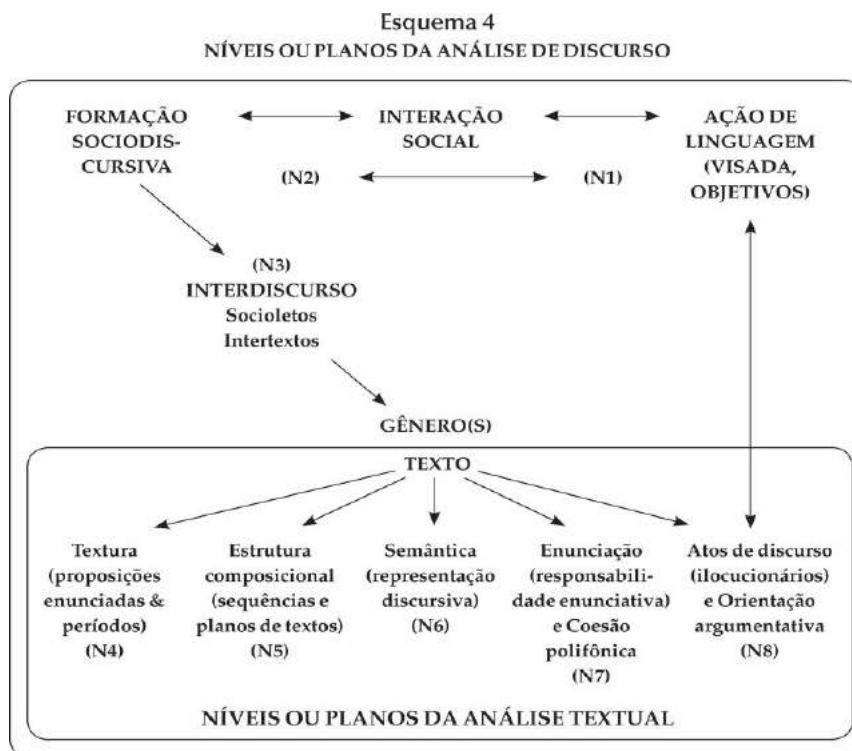 Esquema 4
NÍVEIS OU PLANOS DA ANÁLISE DE DISCURSO
FORMAÇÃO
SOCIODIS-
CURSIVA
INTERAÇÃO
SOCIAL
AÇÃO DE
LINGUAGEM
(VISADA,
OBJETIVOS)
(N2)
(N1)
(N3)
INTERDISCURSO
Socioletos
Intertextos
GÊNERO(S)
TEXTO
Textura
(proposições
enunciadas &
períodos)
(N4)
Estrutura
composicional
(sequências e
planos de textos)
(N5)
Semântica
(representação
discursiva)
(N6)
Enunciação
(responsabili-
dade enunciativa)
e Coesão
polifônica
(N7)
Atos de discurso
(ilocucionários)
e Orientação
argumentativa
(N8)
NÍVEIS OU PLANOS DA ANÁLISE TEXTUAL